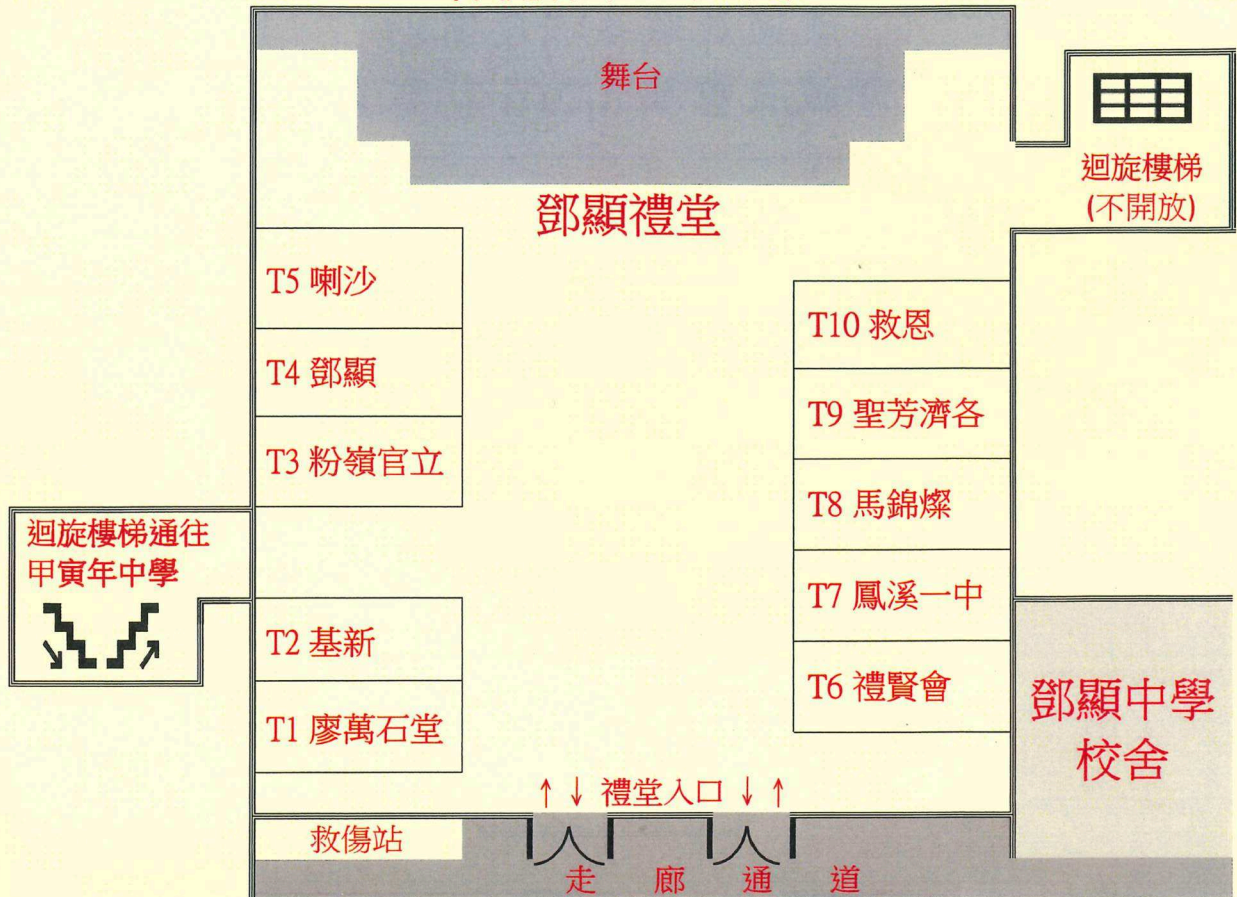 舞台
迴旋樓梯
(不開放)
鄧顯禮堂
T5 喇沙
T4 鄧顯
T3 粉嶺官立
T10 救恩
T9 聖芳濟各
T8 馬錦燦
T7 鳳溪一中
T6 禮賢會
迴旋樓梯通往
甲寅年中學
T2 基新
T1 廖萬石堂
鄧顯中學
校舍
↑ ↓ 禮堂入口 ↓ ↑
救傷站
走廊通道